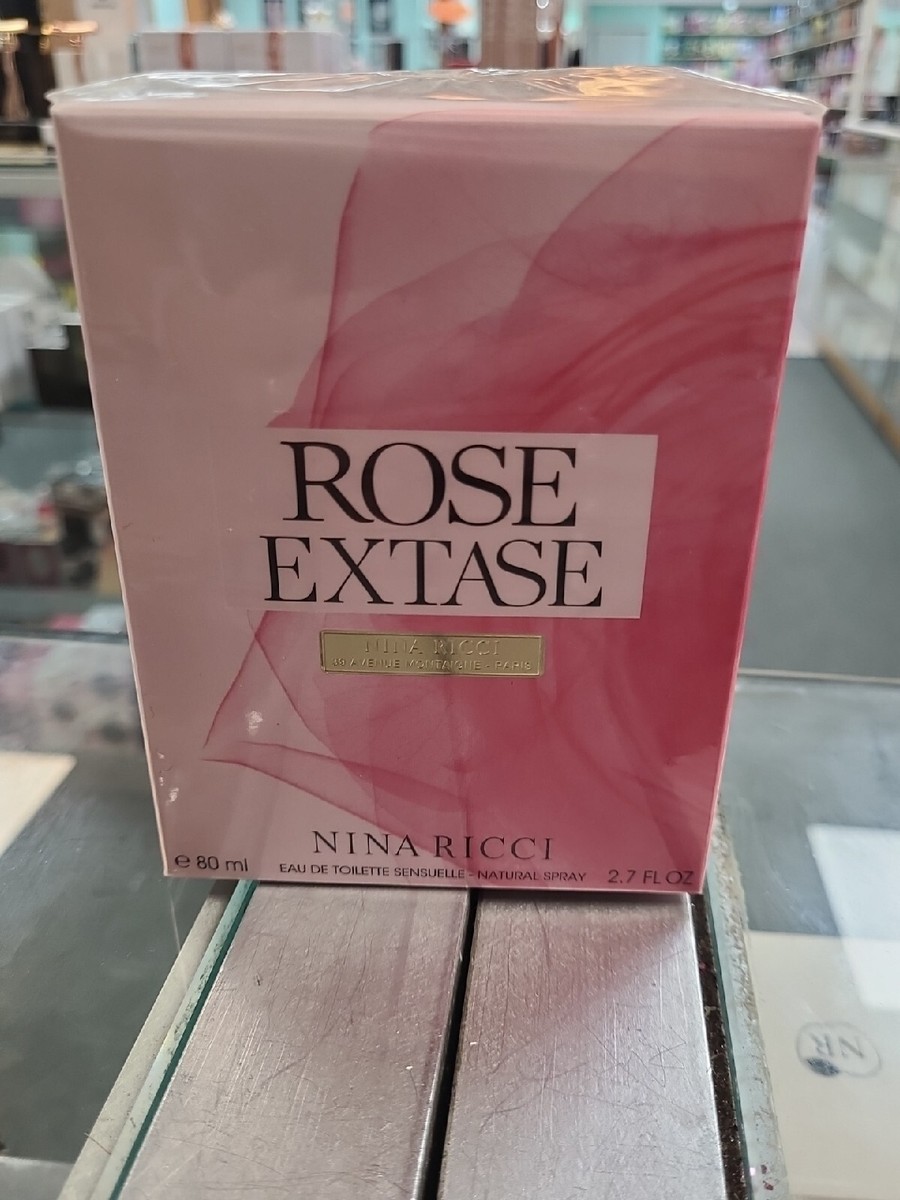 ROSE
EXTASE
NINA RICCI
39 AVENUE MONTAIGNE - PARIS
NINA RICCI
e 80 ml
EAU DE TOILETTE SENSUELLE - NATURAL SPRAY
2.7 FL OZ
NR